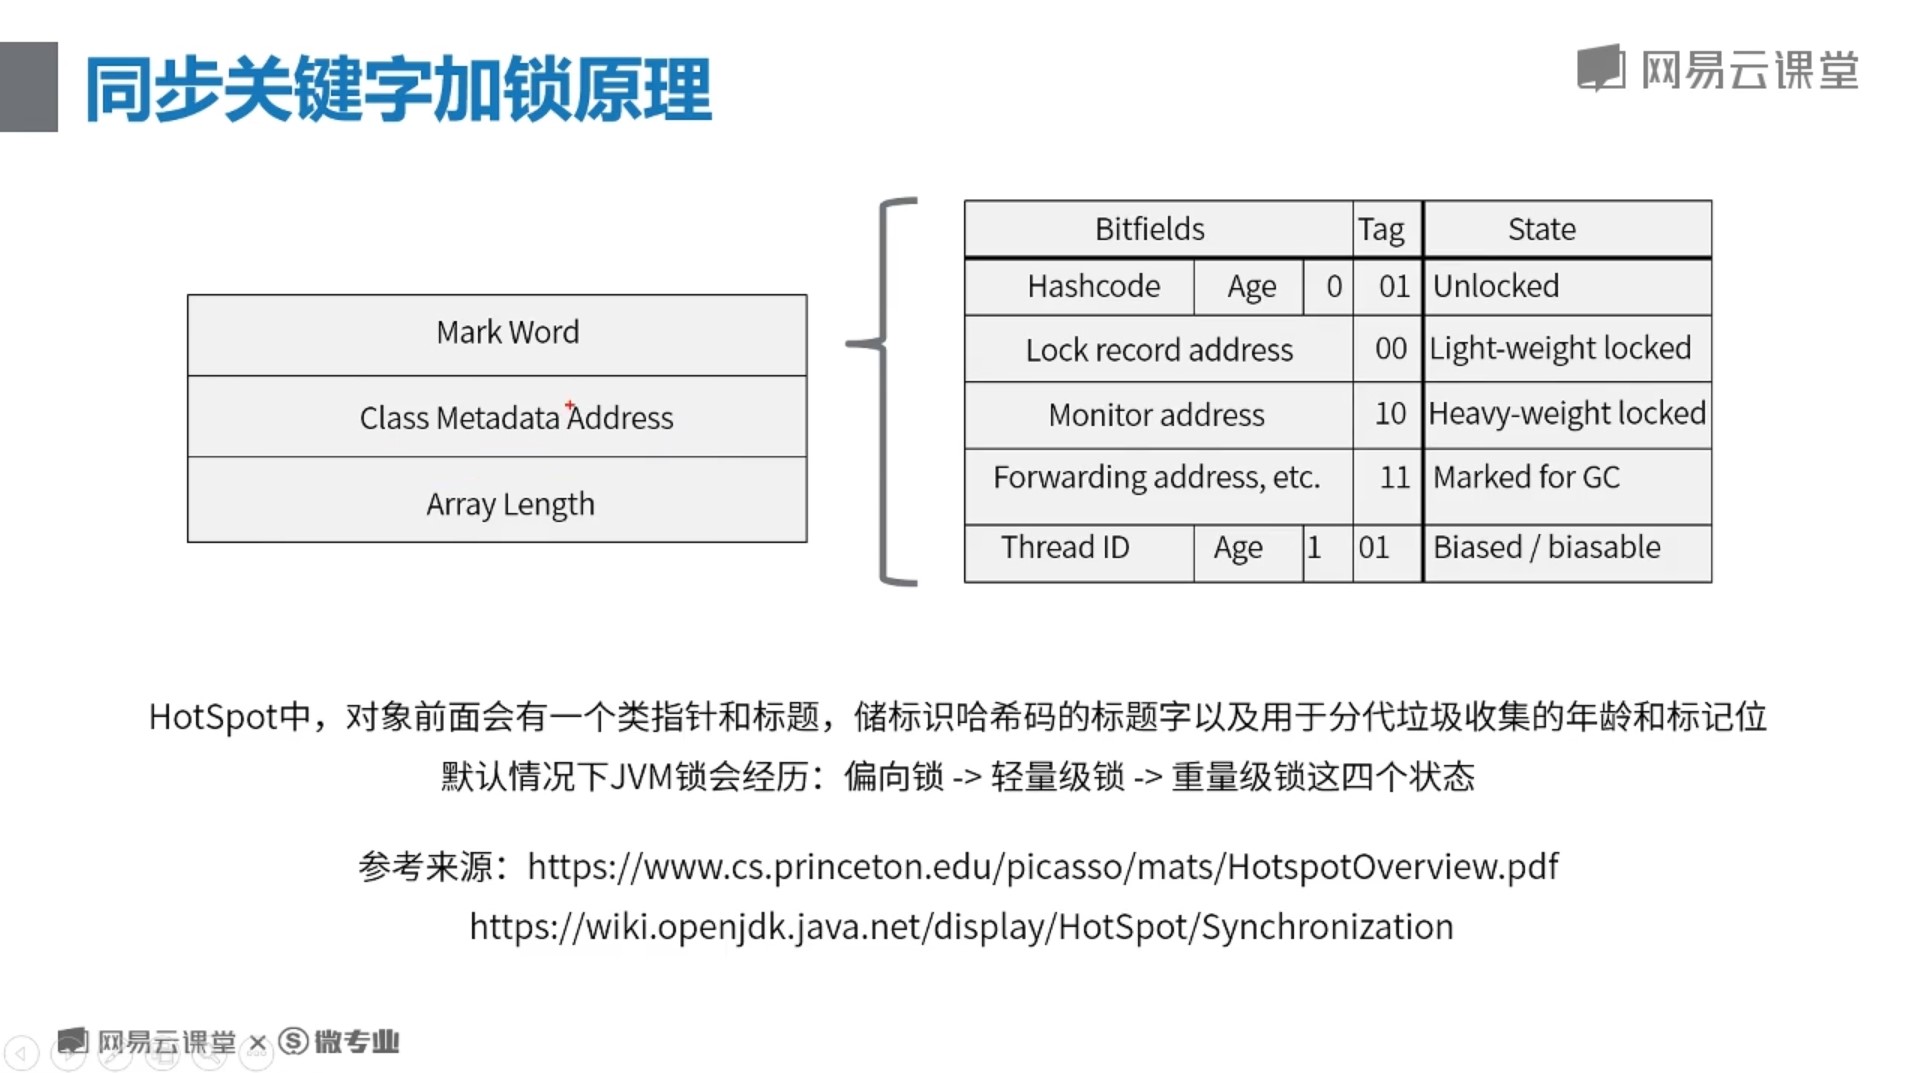 同步关键字加锁原理
网易云课堂
Mark Word
Class Metadata Address
Array Length
Bitfields Tag State
Hashcode Age 0 01 Unlocked
Lock record address 00 Light-weight locked
Monitor address 10 Heavy-weight locked
Forwarding address, etc. 11 Marked for GC
Thread ID Age 1 01 Biased / biasable
HotSpot中，对象前面会有一个类指针和标题，储标识哈希码的标题字以及用于分代垃圾收集的年龄和标记位
默认情况下JVM锁会经历：偏向锁 -> 轻量级锁 -> 重量级锁这四个状态
参考来源：https://www.cs.princeton.edu/picasso/mats/HotspotOverview.pdf
https://wiki.openjdk.java.net/display/HotSpot/Synchronization
网易云课堂 × 微专业